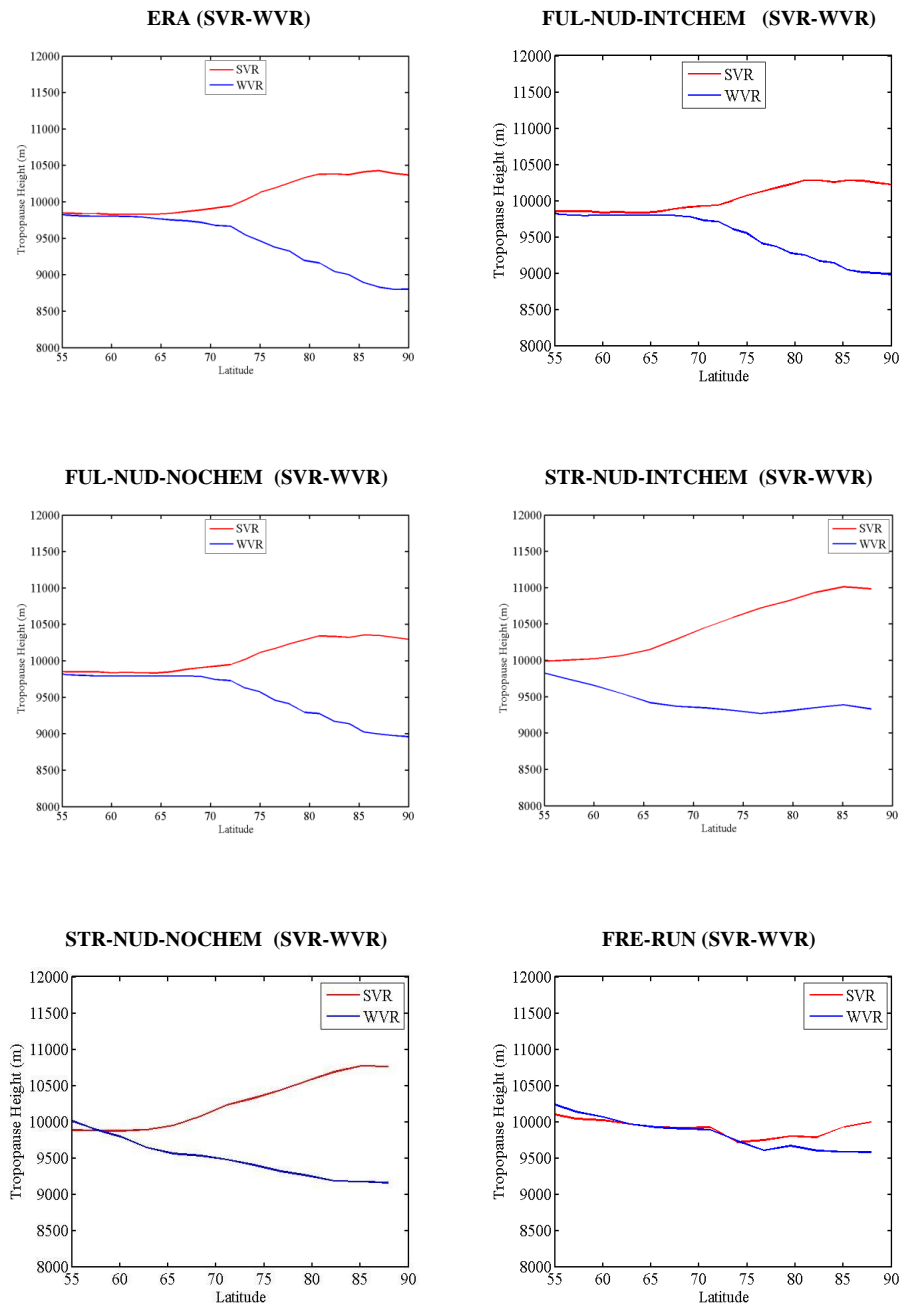 ERA (SVR-WVR)
12000
11500
11000
10500
10000
9500
9000
8500
8000
Tropopause Height (m)
SVR
WVR
55 60 65 70 75 80 85 90
Latitude
FUL-NUD-INTCHEM (SVR-WVR)
12000
11500
11000
10500
10000
9500
9000
8500
8000
Tropopause Height (m)
SVR
WVR
55 60 65 70 75 80 85 90
Latitude
FUL-NUD-NOCHEM (SVR-WVR)
12000
11500
11000
10500
10000
9500
9000
8500
8000
Tropopause Height (m)
SVR
WVR
55 60 65 70 75 80 85 90
Latitude
STR-NUD-INTCHEM (SVR-WVR)
12000
11500
11000
10500
10000
9500
9000
8500
8000
Tropopause Height (m)
SVR
WVR
55 60 65 70 75 80 85 90
Latitude
STR-NUD-NOCHEM (SVR-WVR)
12000
11500
11000
10500
10000
9500
9000
8500
8000
Tropopause Height (m)
SVR
WVR
55 60 65 70 75 80 85 90
Latitude
FRE-RUN (SVR-WVR)
12000
11500
11000
10500
10000
9500
9000
8500
8000
Tropopause Height (m)
SVR
WVR
55 60 65 70 75 80 85 90
Latitude